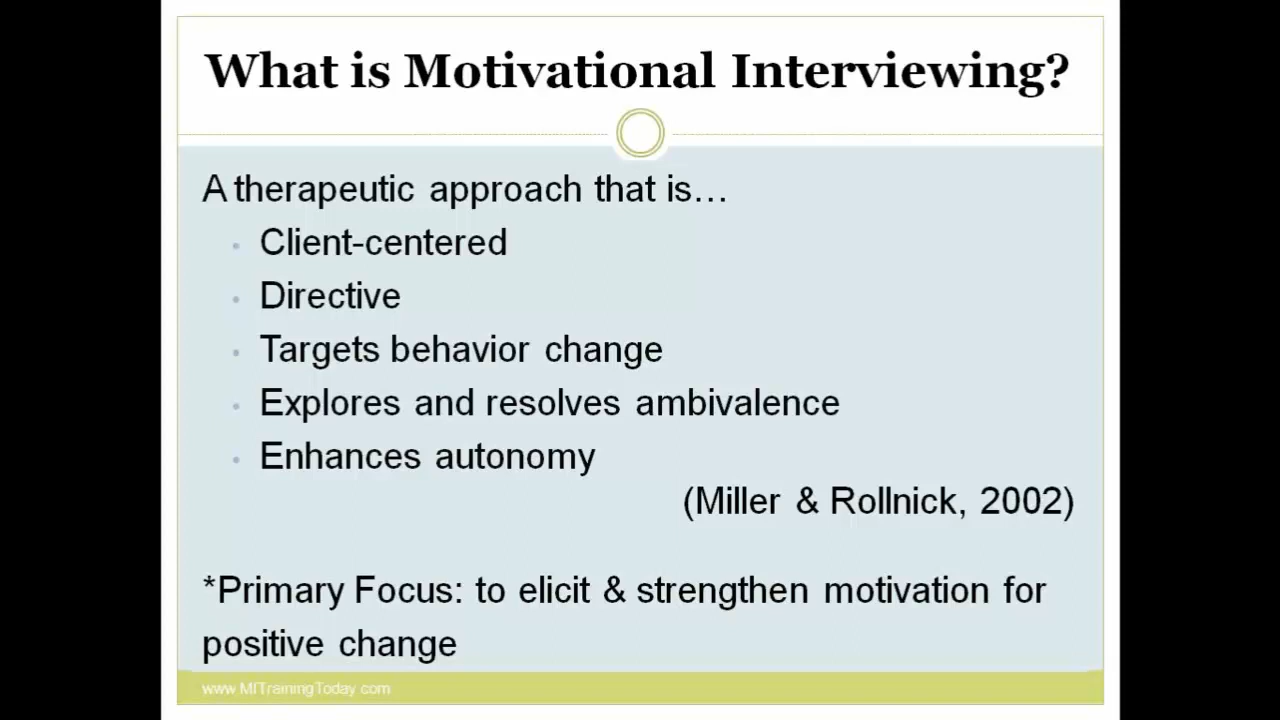 What is Motivational Interviewing?
A therapeutic approach that is…
• Client-centered
• Directive
• Targets behavior change
• Explores and resolves ambivalence
• Enhances autonomy
(Miller & Rollnick, 2002)
*Primary Focus: to elicit & strengthen motivation for
positive change
www.MITrainingToday.com